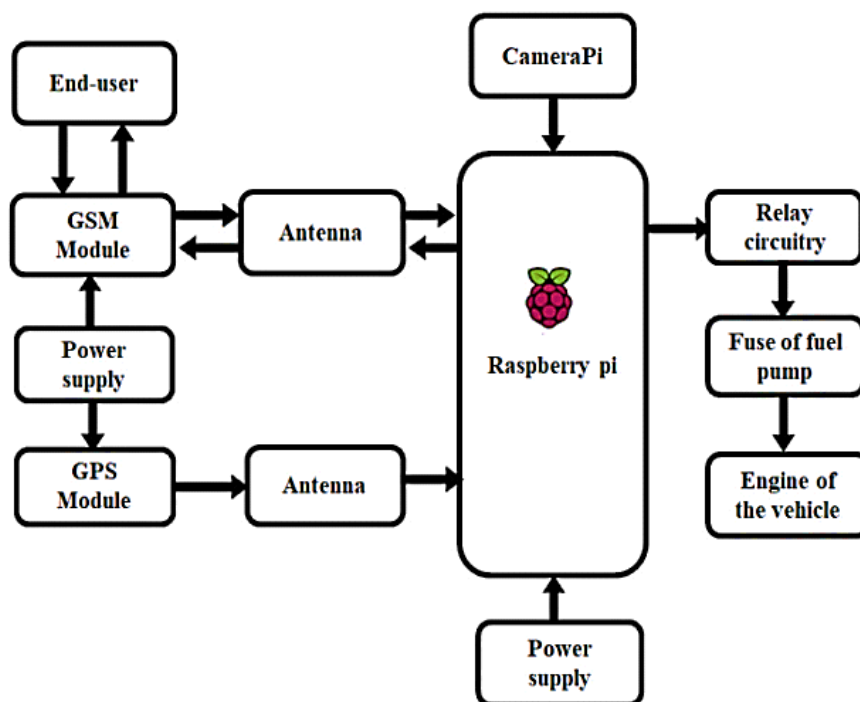 End-user
CameraPi
GSM
Module
Antenna
Relay
circuitry
Power
supply
Raspberry pi
Fuse of fuel
pump
GPS
Module
Antenna
Engine of
the vehicle
Power
supply